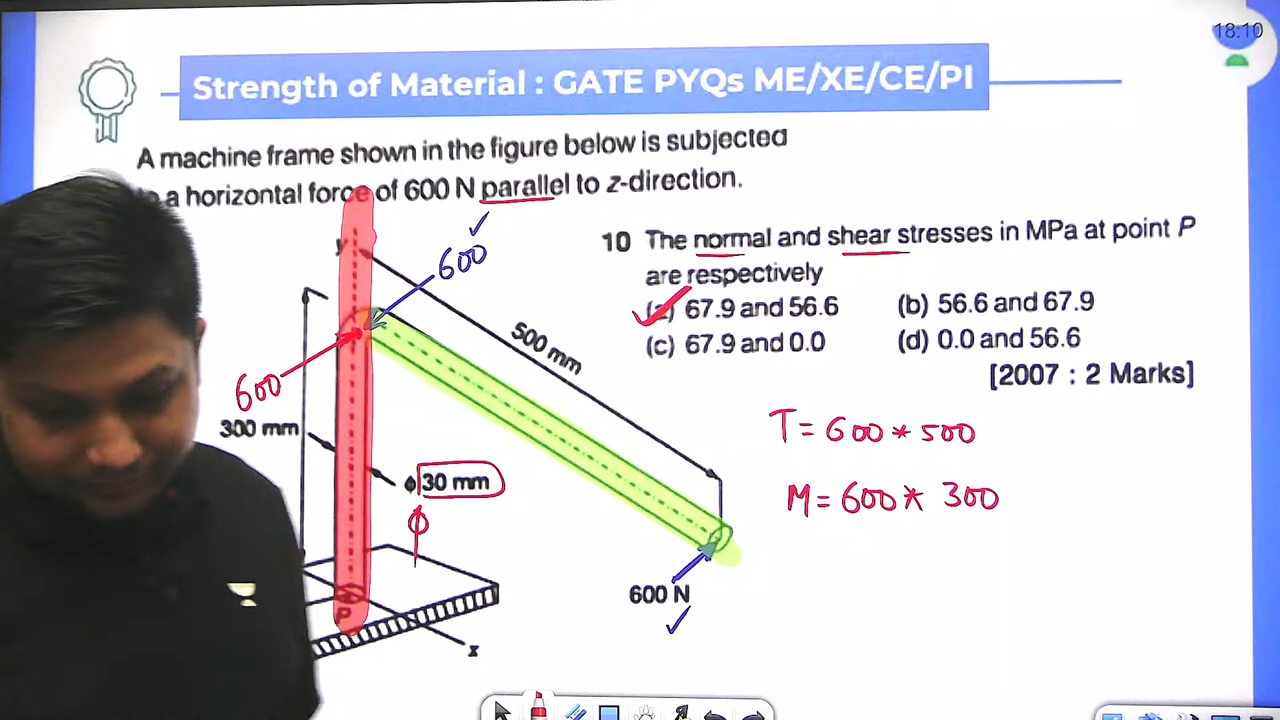 18:10
Strength of Material : GATE PYQs ME/XE/CE/PI
A machine frame shown in the figure below is subjected
a horizontal force of 600 N parallel to z-direction.
y
600
500 mm
600
300 mm
ϕ 30 mm
ϕ
P
x
600 N
10 The normal and shear stresses in MPa at point P
are respectively
(a) 67.9 and 56.6 (b) 56.6 and 67.9
(c) 67.9 and 0.0 (d) 0.0 and 56.6
[2007 : 2 Marks]
T = 600 * 500
M = 600 * 300